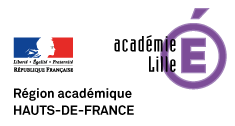 Liberté • Égalité • Fraternité
RÉPUBLIQUE FRANÇAISE
académie
Lille
É
Région académique
HAUTS-DE-FRANCE